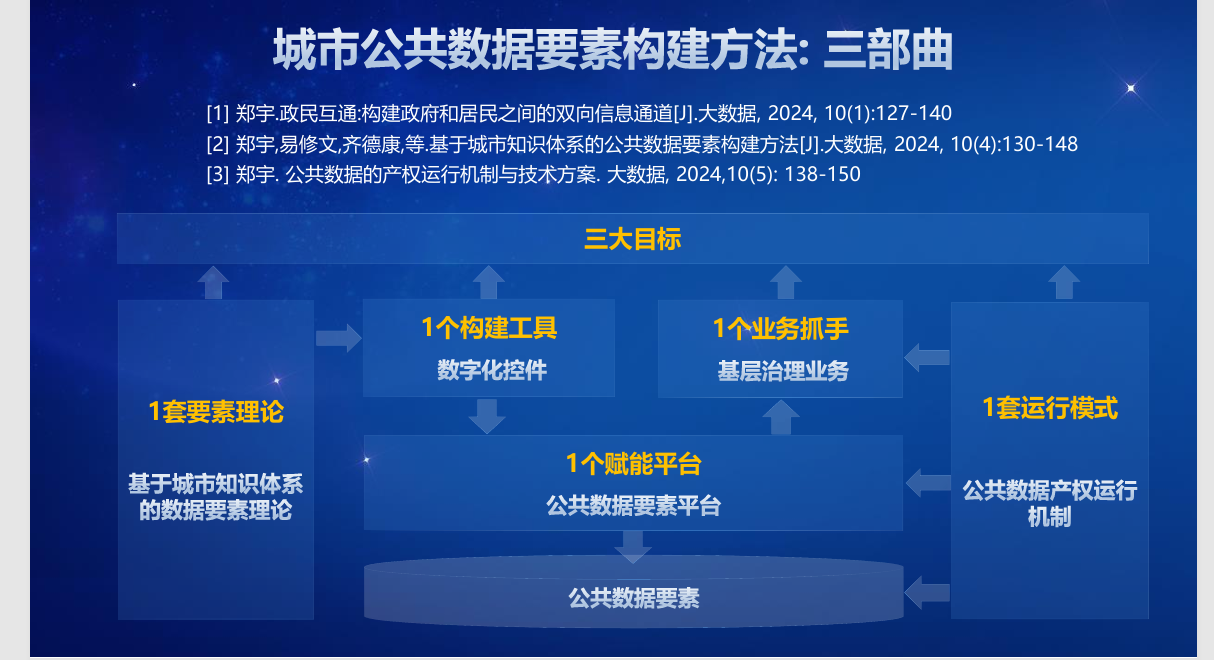 城市公共数据要素构建方法: 三部曲
[1] 郑宇.政民互通:构建政府和居民之间的双向信息通道[J].大数据, 2024, 10(1):127-140
[2] 郑宇,易修文,齐德康,等.基于城市知识体系的公共数据要素构建方法[J].大数据, 2024, 10(4):130-148
[3] 郑宇. 公共数据的产权运行机制与技术方案. 大数据, 2024,10(5): 138-150
三大目标
1套要素理论
基于城市知识体系
的数据要素理论
1个构建工具
数字化控件
1个业务抓手
基层治理业务
1个赋能平台
公共数据要素平台
公共数据要素
1套运行模式
公共数据产权运行
机制